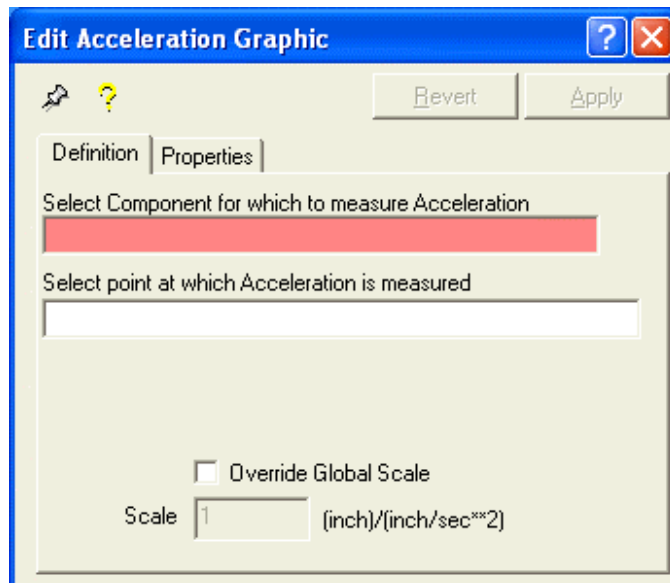 Edit Acceleration Graphic
Revert Apply
Definition Properties
Select Component for which to measure Acceleration
Select point at which Acceleration is measured
Override Global Scale
Scale 1 (inch)/(inch/sec**2)